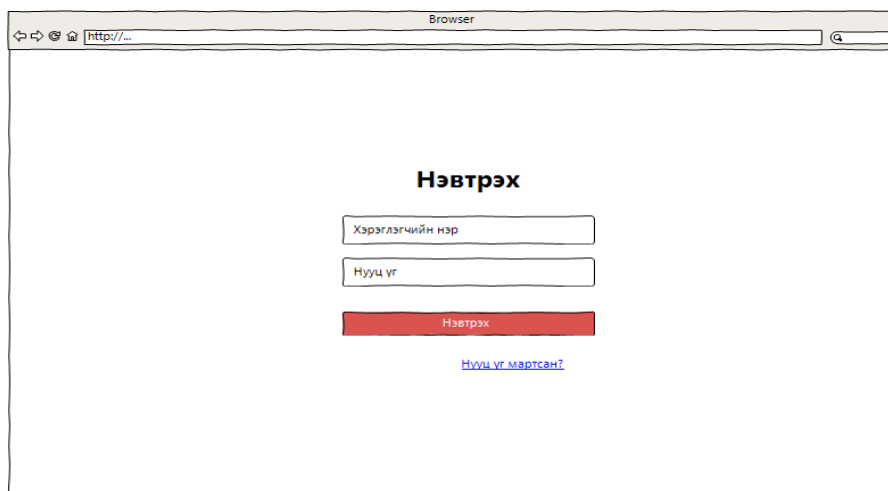 Browser
http://...
Нэвтрэх
Хэрэглэгчийн нэр
Нууц үг
Нэвтрэх
Нууц үг мартсан?